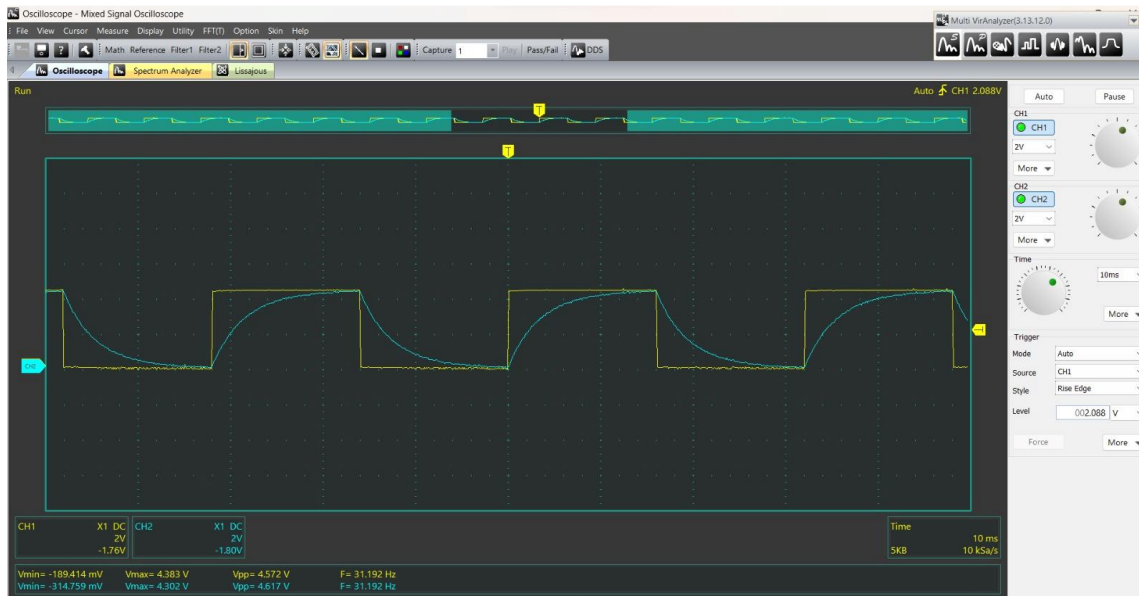 Oscilloscope - Mixed Signal Oscilloscope
Multi VirAnalyzer(3.13.12.0)
File View Cursor Measure Display Utility FFT(T) Option Skin Help
Math Reference Filter1 Filter2 Capture 1 Play Pass/Fail DDS
Oscilloscope Spectrum Analyzer Lissajous
Run
Auto CH1 2.088V
T
T
CH2
Auto Pause
CH1
CH1
2V
More
CH2
CH2
2V
More
Time
10ms
More
Trigger
Mode Auto
Source CH1
Style Rise Edge
Level 002.088 V
Force More
CH1 X1 DC
2V
-1.76V
CH2 X1 DC
2V
-1.80V
Time
10 ms
5KB 10 kSa/s
Vmin= -189.414 mV Vmax= 4.383 V Vpp= 4.572 V F= 31.192 Hz
Vmin= -314.759 mV Vmax= 4.302 V Vpp= 4.617 V F= 31.192 Hz